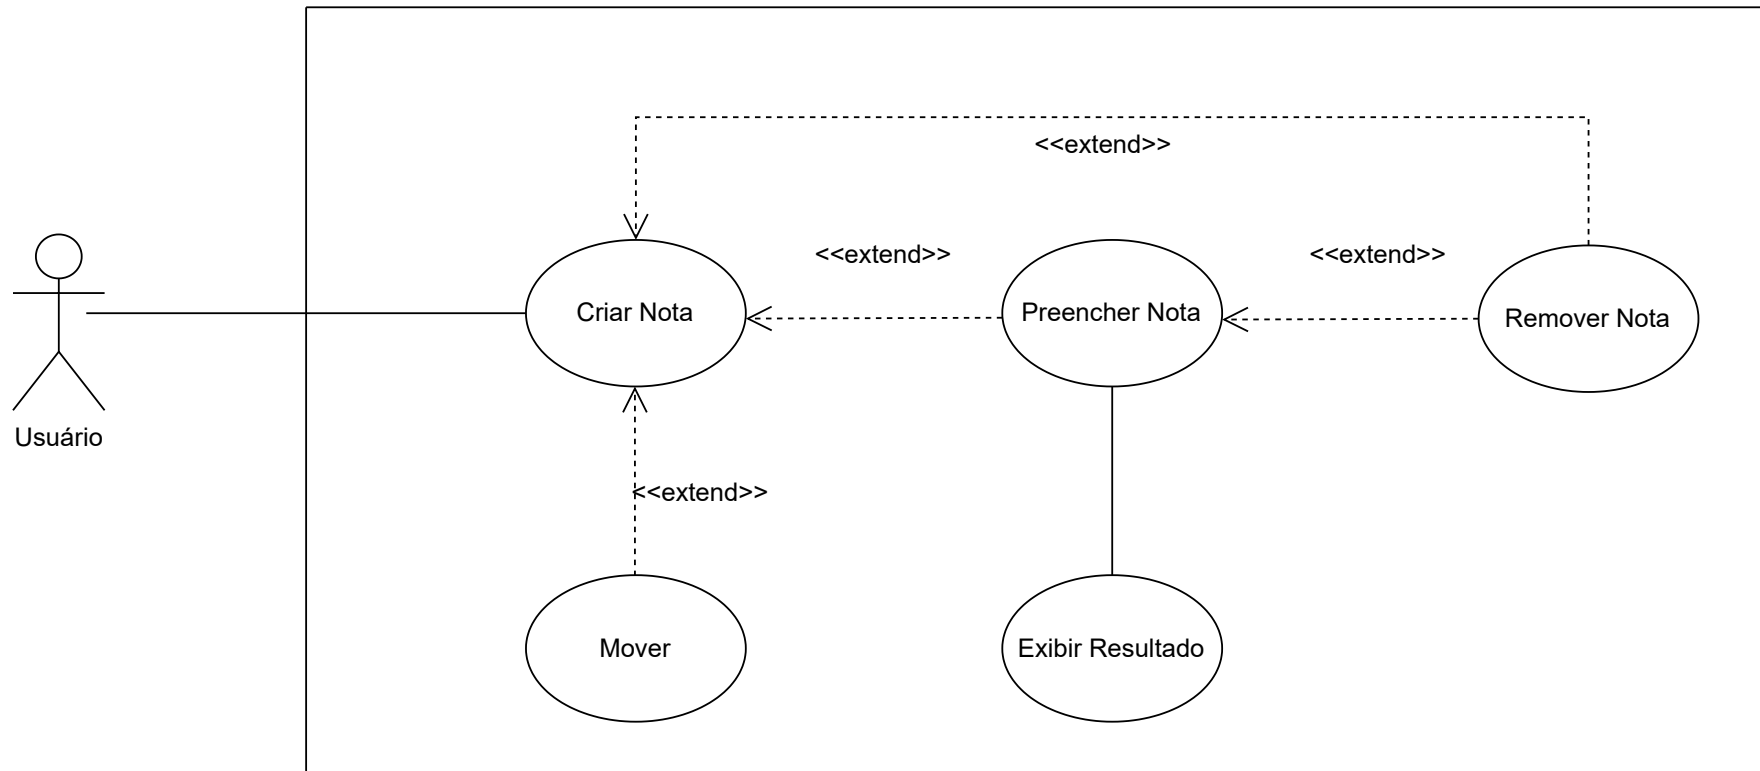 <<extend>>
<<extend>>
<<extend>>
Criar Nota
Preencher Nota
Remover Nota
Usuário
<<extend>>
Mover
Exibir Resultado